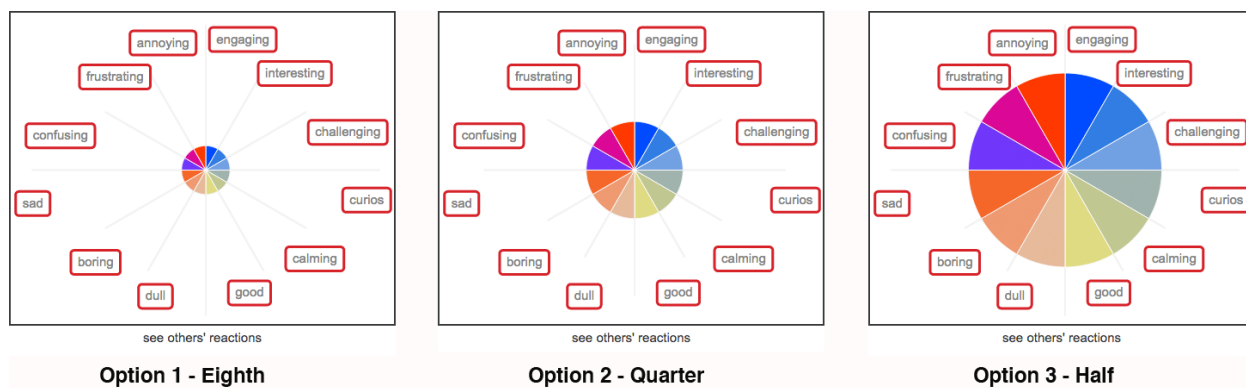 annoying
engaging
frustrating
interesting
confusing
challenging
sad
curios
boring
calming
dull
good
see others' reactions
Option 1 - Eighth
annoying
engaging
frustrating
interesting
confusing
challenging
sad
curios
boring
calming
dull
good
see others' reactions
Option 2 - Quarter
annoying
engaging
frustrating
interesting
confusing
challenging
sad
curios
boring
calming
dull
good
see others' reactions
Option 3 - Half